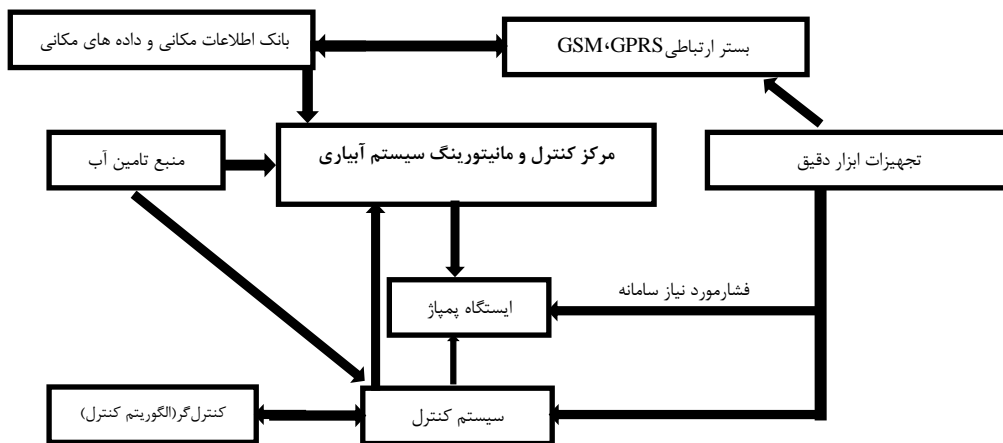 بستر ارتباطی GSM،GPRS
بانک اطلاعات مکانی و داده های مکانی
تجهیزات ابزار دقیق
مرکز کنترل و مانیتورینگ سیستم آبیاری
منبع تامین آب
فشارمورد نیاز سامانه
ایستگاه پمپاژ
سیستم کنترل
کنترل‌گر(الگوریتم کنترل)